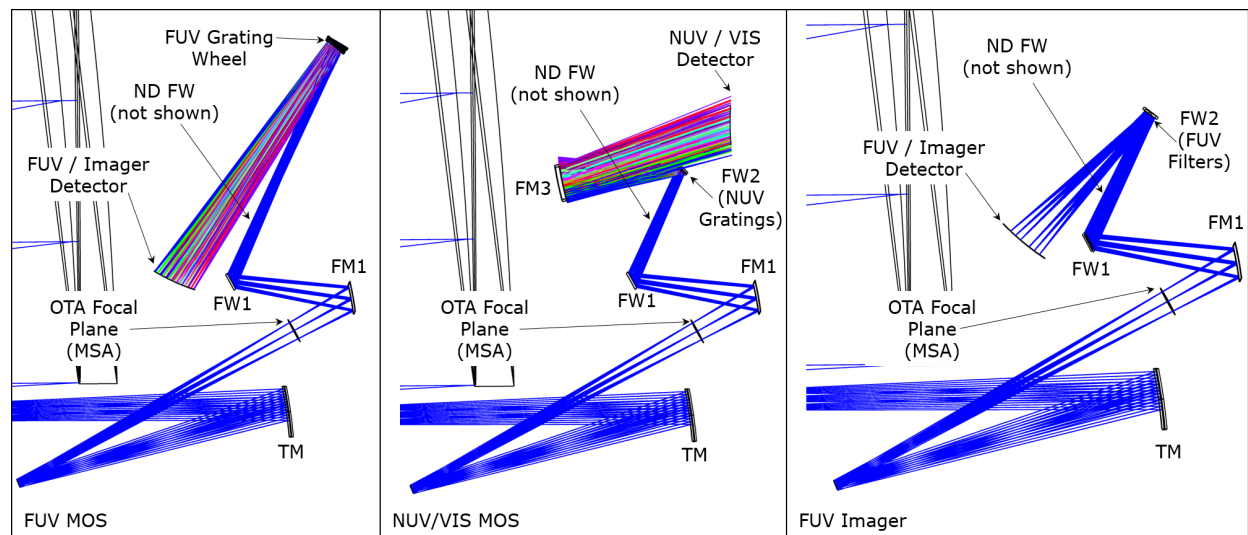 FUV Grating
Wheel
ND FW
(not shown)
FUV / Imager
Detector
FW1
FM1
OTA Focal
Plane
(MSA)
TM
FUV MOS
NUV / VIS
Detector
ND FW
(not shown)
FM3
FW2
(NUV
Gratings)
FW1
FM1
OTA Focal
Plane
(MSA)
TM
NUV/VIS MOS
ND FW
(not shown)
FW2
(FUV
Filters)
FUV / Imager
Detector
FW1
FM1
OTA Focal
Plane
(MSA)
TM
FUV Imager